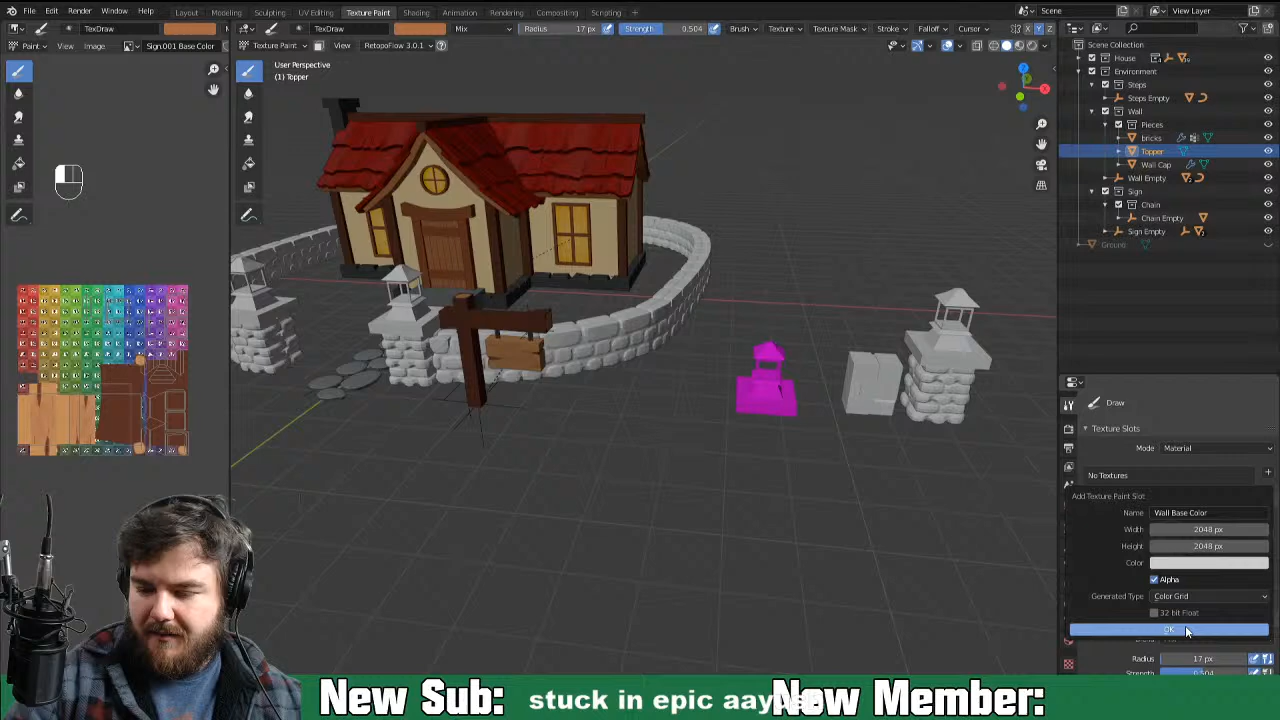 File Edit Render Window Help Layout Modeling Sculpting UV Editing Texture Paint Shading Animation Rendering Compositing Scripting + Scene View Layer
TexDraw TexDraw Mix Radius 17 px Strength 0.504 Brush Texture Texture Mask Stroke Falloff Cursor
Paint View Image Sign.001 Base Color Texture Paint View RetopoFlow 3.0.1
User Perspective
(1) Topper
Scene Collection
House
Environment
Steps
Steps Empty
Wall
Pieces
bricks
Topper
Wall Cap
Wall Empty
Sign
Chain
Chain Empty
Sign Empty
Ground
Draw
Texture Slots
Mode Material
No Textures
Add Texture Paint Slot
Name Wall Base Color
Width 2048 px
Height 2048 px
Color
Alpha
Generated Type Color Grid
32 bit Float
OK
Radius 17 px
Strength 0.504
New Sub: stuck in epic New Member: